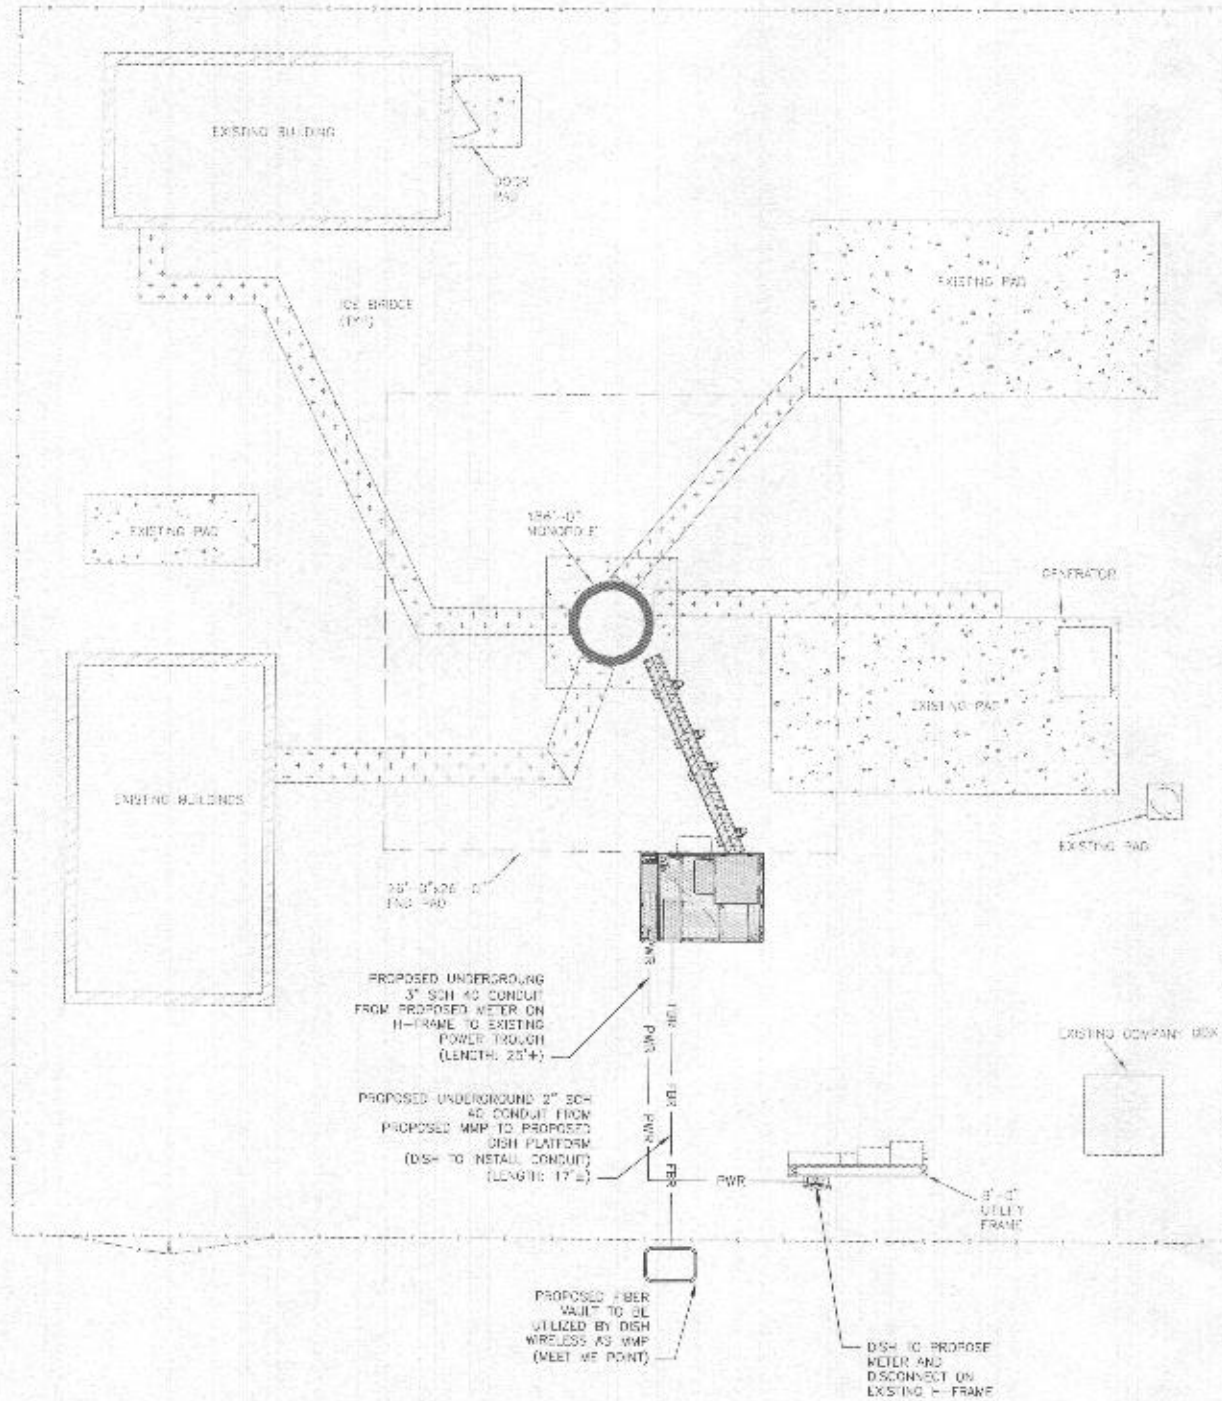 EXISTING BUILDING
DOOR
PAD
EXISTING PAD
ICE BRIDGE
(TYP)
EXISTING PAD
MONOPOLE
GENERATOR
EXISTING PAD
EXISTING BUILDINGS
EXISTING PAD
PAD
PWR
PROPOSED UNDERGROUNG
3" SCH 40 CONDUIT
FROM PROPOSED METER ON
H-FRAME TO EXISTING
POWER TROUGH
(LENGTH: 25'±)
PWR
FBR
EXISTING COMPANY BOX
PROPOSED UNDERGROUND 2" SCH
40 CONDUIT FROM
PROPOSED MMP TO PROPOSED
DISH PLATFORM
(DISH TO INSTALL CONDUIT)
(LENGTH: 17'±)
PWR
FBR
FBR
PWR
UTILITY
FRAME
PROPOSED FIBER
VAULT TO BE
UTILIZED BY DISH
WIRELESS AS MMP
(MEET ME POINT)
DISH TO PROPOSE
METER AND
DISCONNECT ON
EXISTING H-FRAME